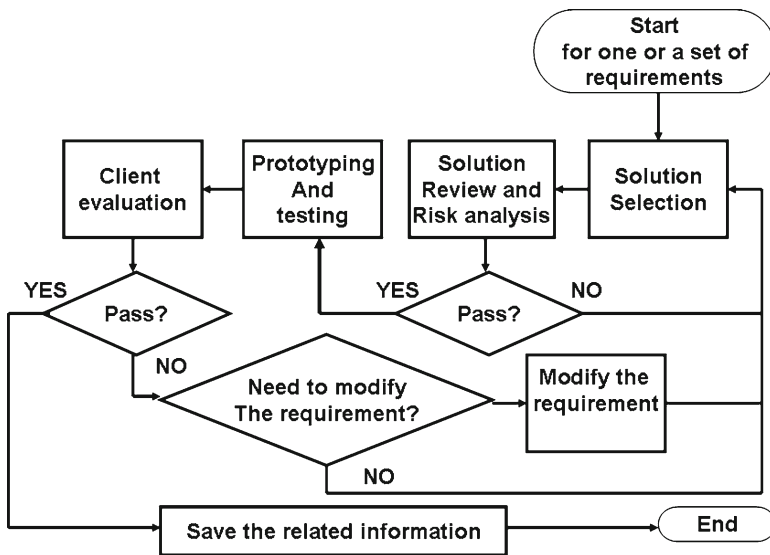 Start
for one or a set of
requirements
Client
evaluation
Prototyping
And
testing
Solution
Review and
Risk analysis
Solution
Selection
YES
Pass?
NO
YES
Pass?
NO
Need to modify
The requirement?
Modify the
requirement
NO
Save the related information
End